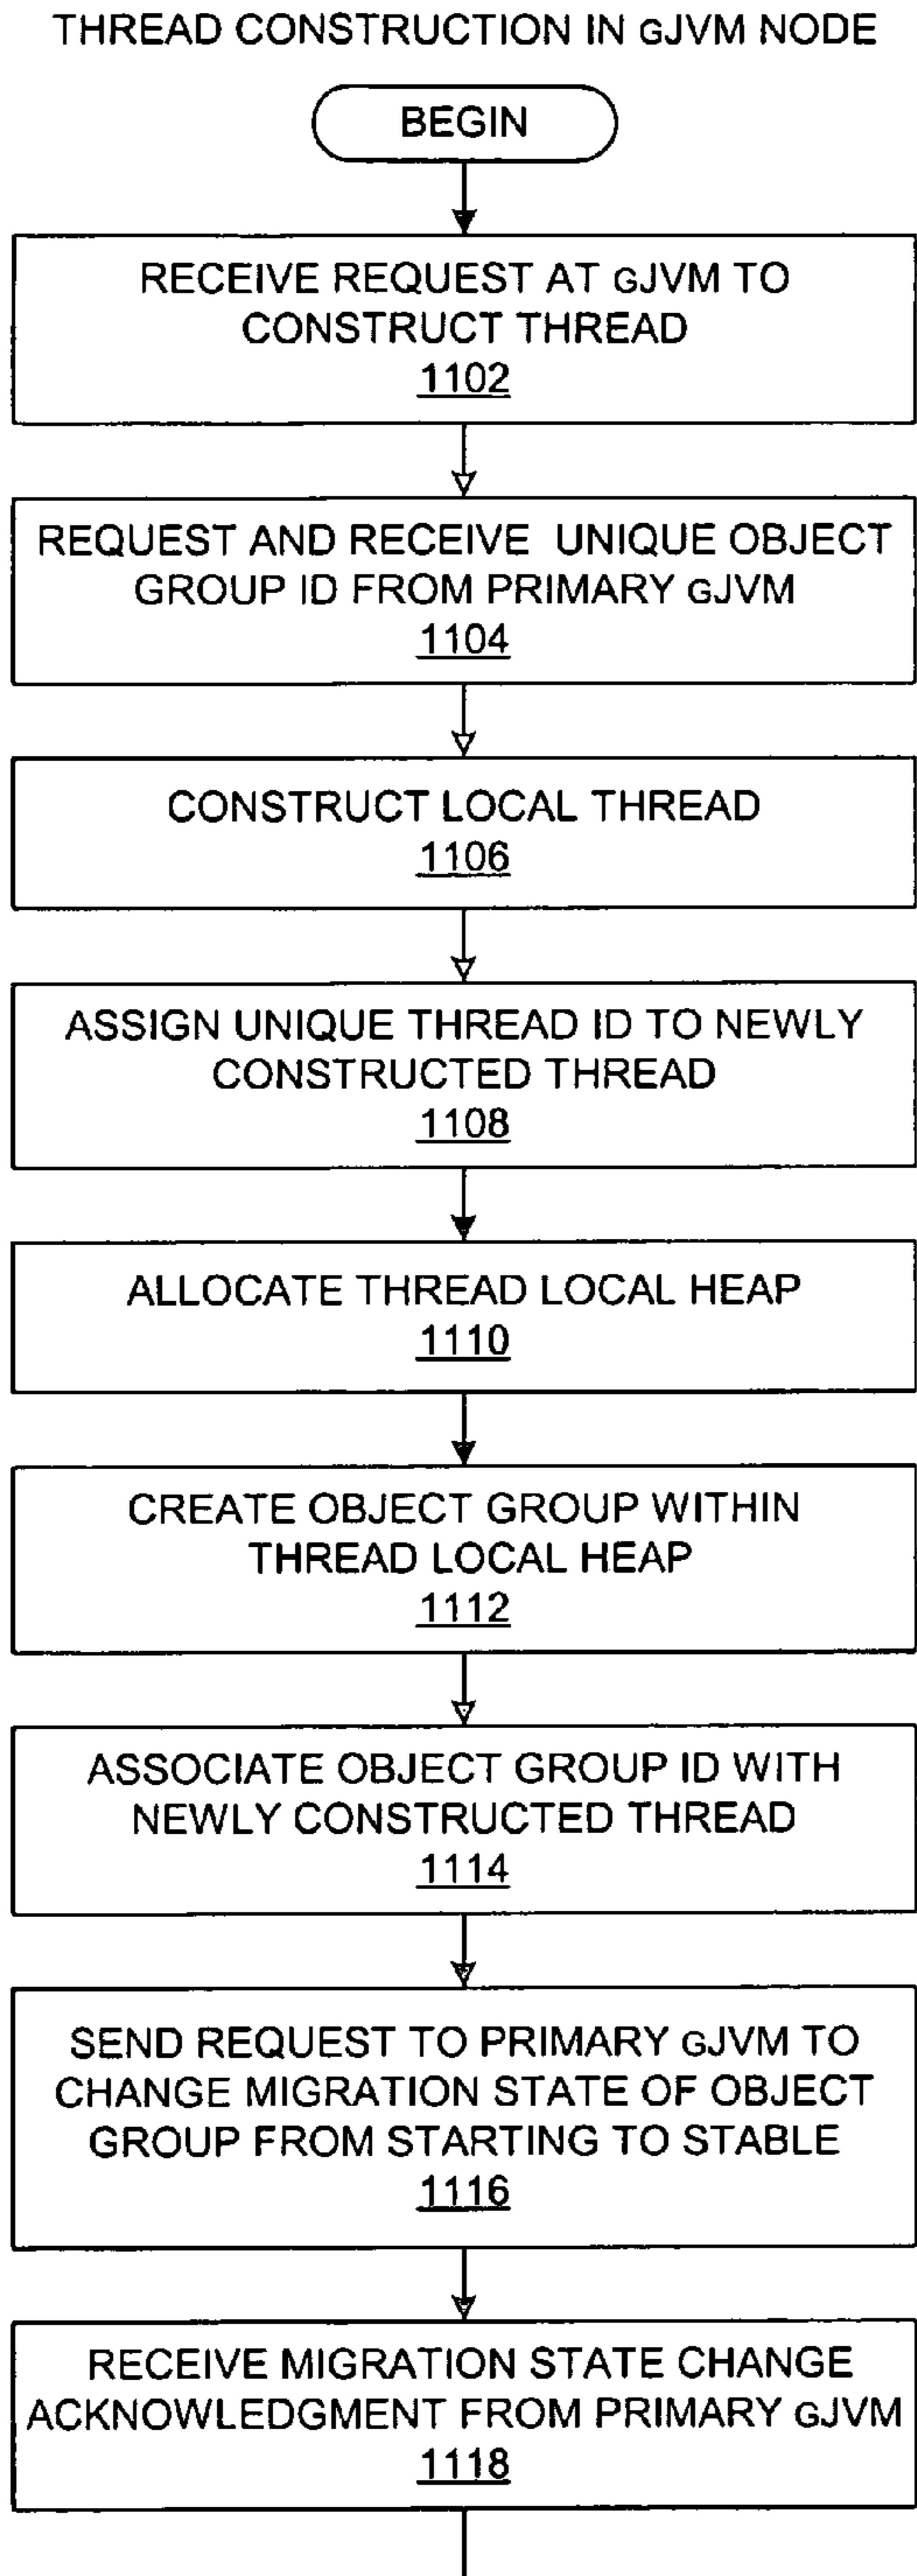 THREAD CONSTRUCTION IN GJVM NODE
BEGIN
RECEIVE REQUEST AT GJVM TO
CONSTRUCT THREAD
1102
REQUEST AND RECEIVE UNIQUE OBJECT
GROUP ID FROM PRIMARY GJVM
1104
CONSTRUCT LOCAL THREAD
1106
ASSIGN UNIQUE THREAD ID TO NEWLY
CONSTRUCTED THREAD
1108
ALLOCATE THREAD LOCAL HEAP
1110
CREATE OBJECT GROUP WITHIN
THREAD LOCAL HEAP
1112
ASSOCIATE OBJECT GROUP ID WITH
NEWLY CONSTRUCTED THREAD
1114
SEND REQUEST TO PRIMARY GJVM TO
CHANGE MIGRATION STATE OF OBJECT
GROUP FROM STARTING TO STABLE
1116
RECEIVE MIGRATION STATE CHANGE
ACKNOWLEDGMENT FROM PRIMARY GJVM
1118